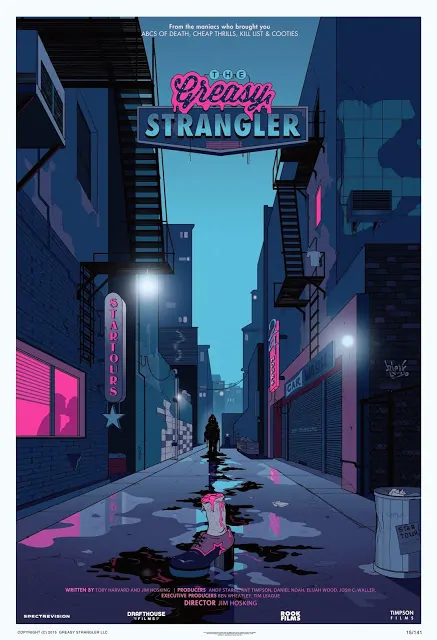 From the maniacs who brought you
ABCS OF DEATH, CHEAP THRILLS, KILL LIST & COOTIES
THE
Greasy
STRANGLER
STARTOURS
CAR WASH
STAR TOURS
WRITTEN BY TOBY HARVARD AND JIM HOSKING | PRODUCERS ANDY STARKE, ANT TIMPSON, DANIEL NOAH, ELIJAH WOOD, JOSH C. WALLER,
EXECUTIVE PRODUCERS BEN WHEATLEY, TIM LEAGUE
DIRECTOR JIM HOSKING
SPECTREVISION
DRAFTHOUSE
FILMS
ROOK
FILMS
TIMPSON
FILMS
COPYRIGHT (C) 2015 GREASY STRANGLER LLC
15/141